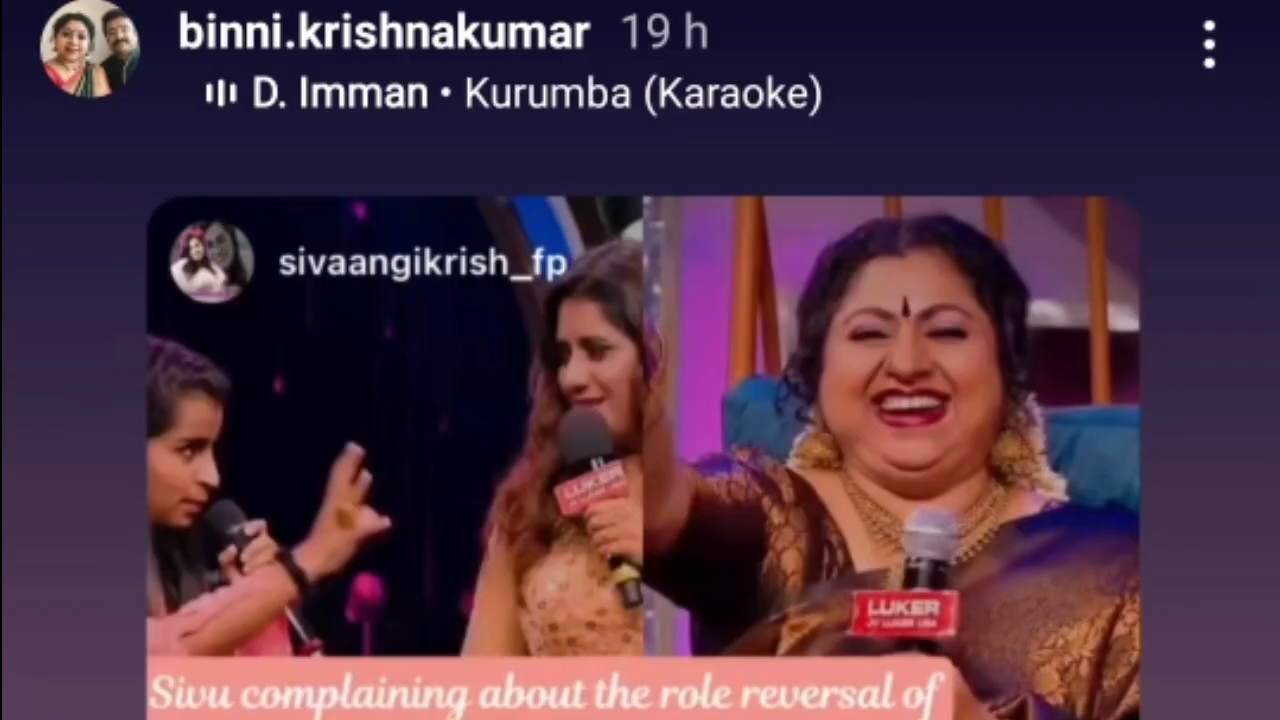 binni.krishnakumar 19 h
D. Imman • Kurumba (Karaoke)
sivaangikrish_fp
LUKER
LUKER
Sivu complaining about the role reversal of